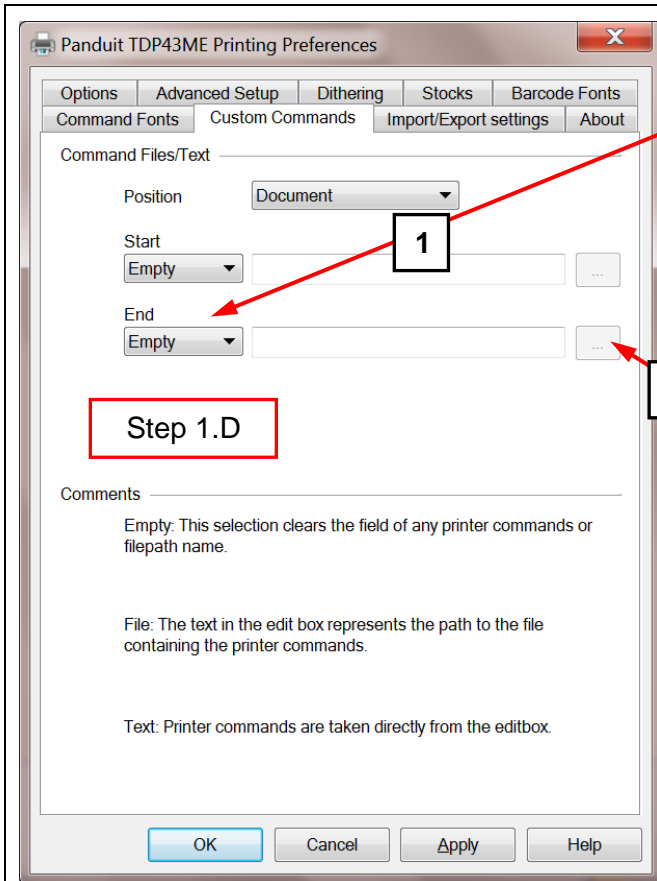 Panduit TDP43ME Printing Preferences
X
Options Advanced Setup Dithering Stocks Barcode Fonts
Command Fonts Custom Commands Import/Export settings About
Command Files/Text
Position Document
1
Start
Empty ...
End
Empty ...
Step 1.D
Comments
Empty: This selection clears the field of any printer commands or
filepath name.
File: The text in the edit box represents the path to the file
containing the printer commands.
Text: Printer commands are taken directly from the editbox.
OK Cancel Apply Help